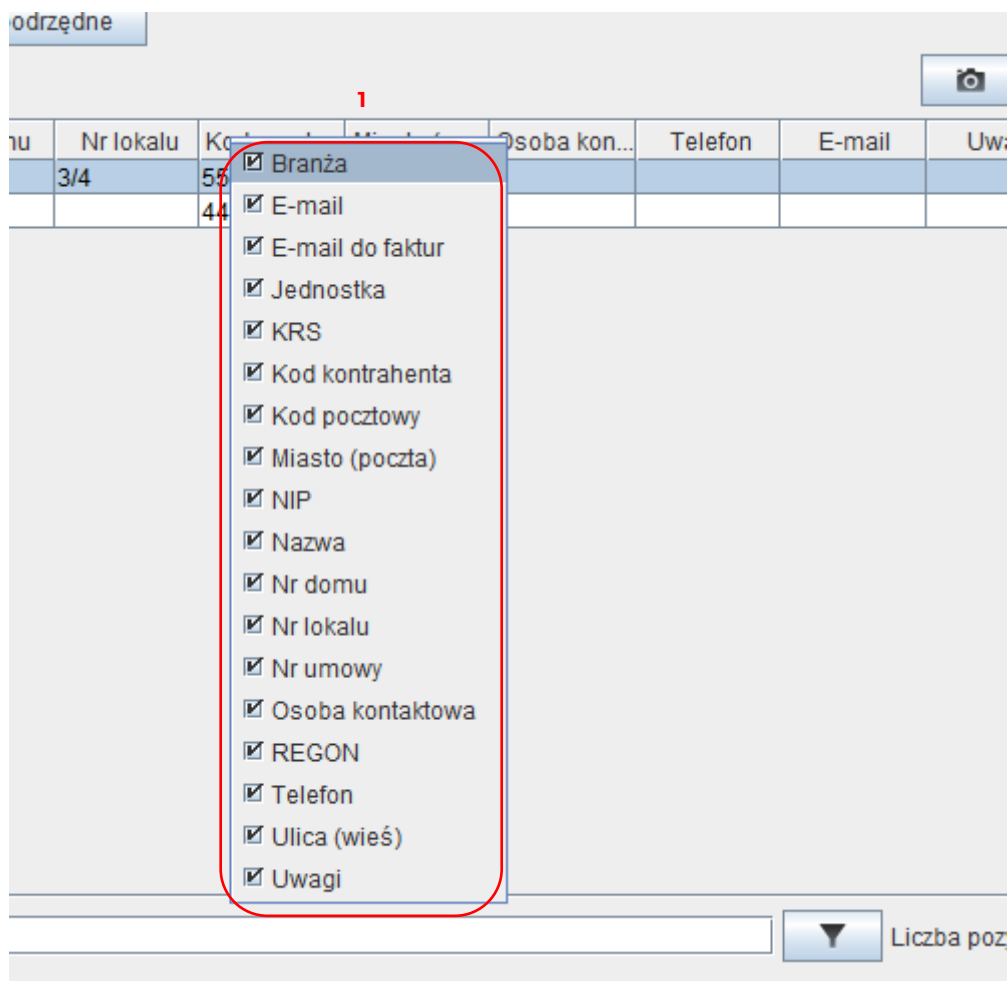 odrzędne
1
Nr lokalu Osoba kon... Telefon E-mail
3/4 55
44
Branża
E-mail
E-mail do faktur
Jednostka
KRS
Kod kontrahenta
Kod pocztowy
Miasto (poczta)
NIP
Nazwa
Nr domu
Nr lokalu
Nr umowy
Osoba kontaktowa
REGON
Telefon
Ulica (wieś)
Uwagi
Liczba poz